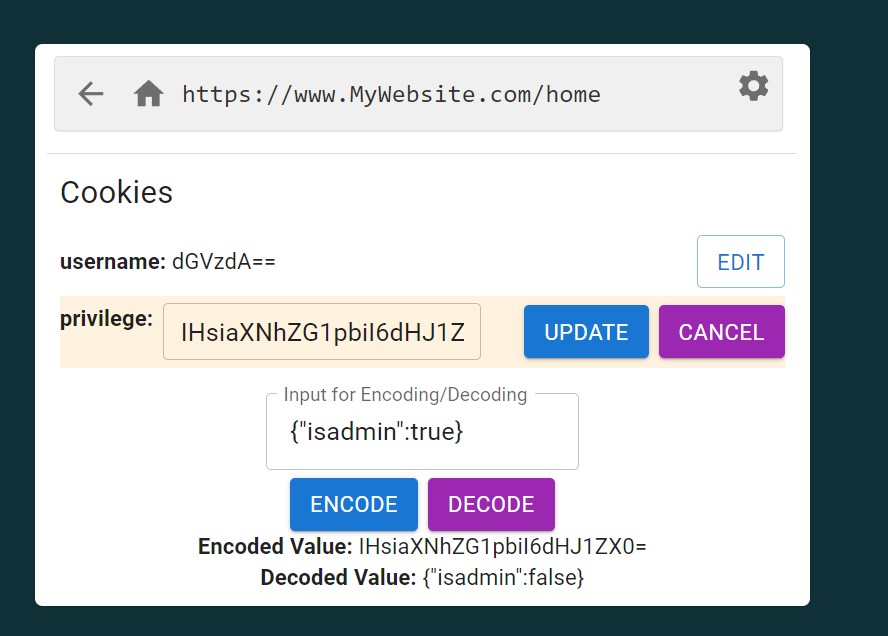 https://www.MyWebsite.com/home
Cookies
username: dGVzdA==
EDIT
privilege: IHsiaXNhZG1pbiI6dHJ1Z
UPDATE
CANCEL
Input for Encoding/Decoding
{"isadmin":true}
ENCODE
DECODE
Encoded Value: IHsiaXNhZG1pbiI6dHJ1ZX0=
Decoded Value: {"isadmin":false}